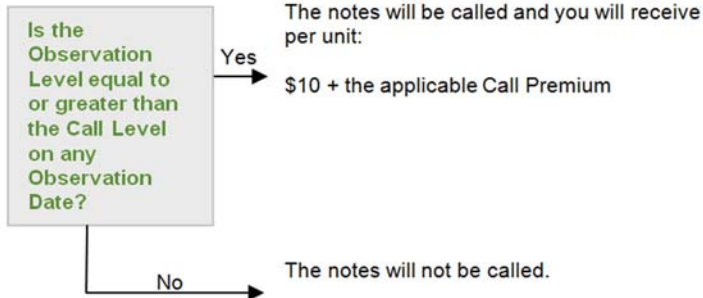 Is the
Observation
Level equal to
or greater than
the Call Level
on any
Observation
Date?
Yes
The notes will be called and you will receive
per unit:
$10 + the applicable Call Premium
No
The notes will not be called.